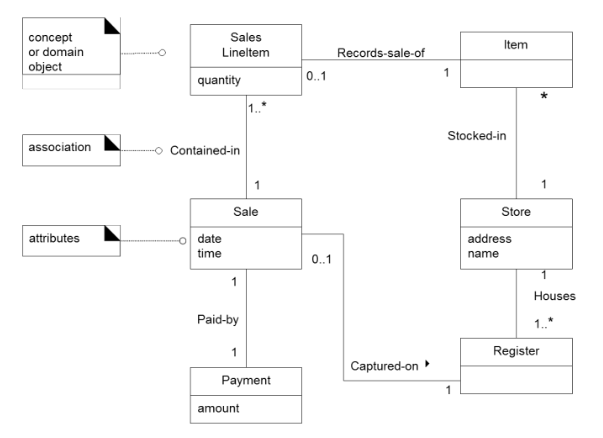 concept
or domain
object
Sales
LineItem
quantity
Records-sale-of
0..1
1
Item
1..*
*
association
Contained-in
Stocked-in
1
1
attributes
Sale
date
time
Store
address
name
0..1
1
1
Houses
Paid-by
1..*
1
Captured-on
Register
1
Payment
amount